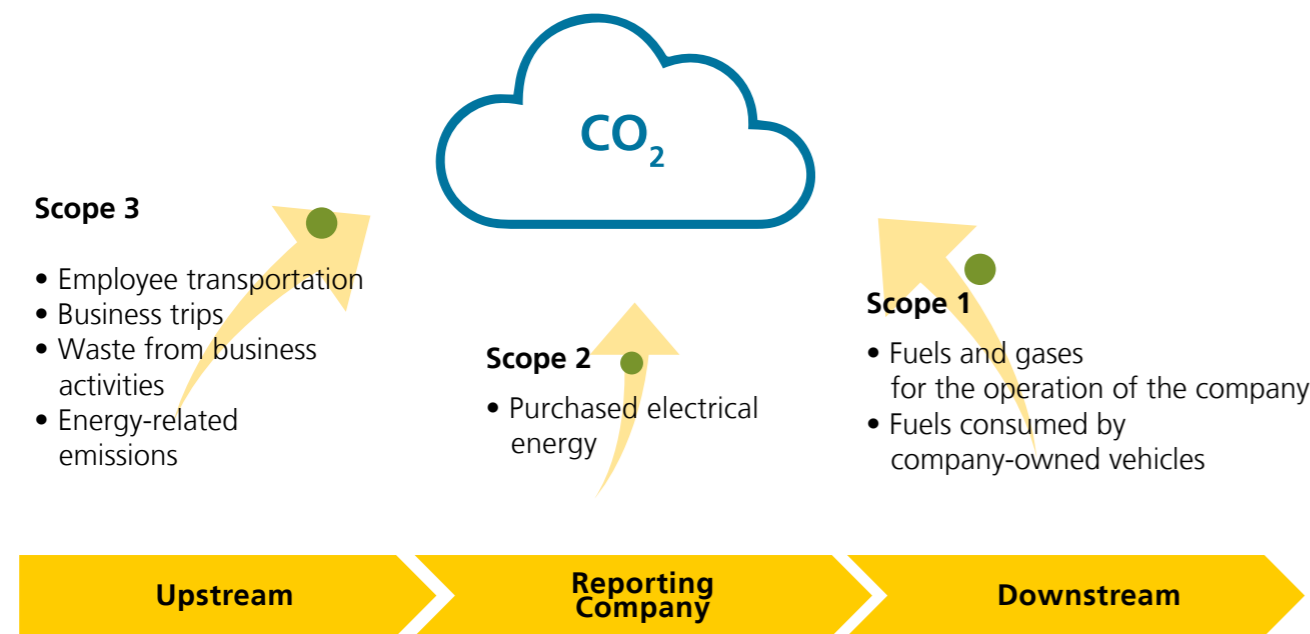 CO₂
Scope 3
• Employee transportation
• Business trips
• Waste from business
activities
• Energy-related
emissions
Scope 2
• Purchased electrical
energy
Scope 1
• Fuels and gases
for the operation of the company
• Fuels consumed by
company-owned vehicles
Upstream
Reporting
Company
Downstream